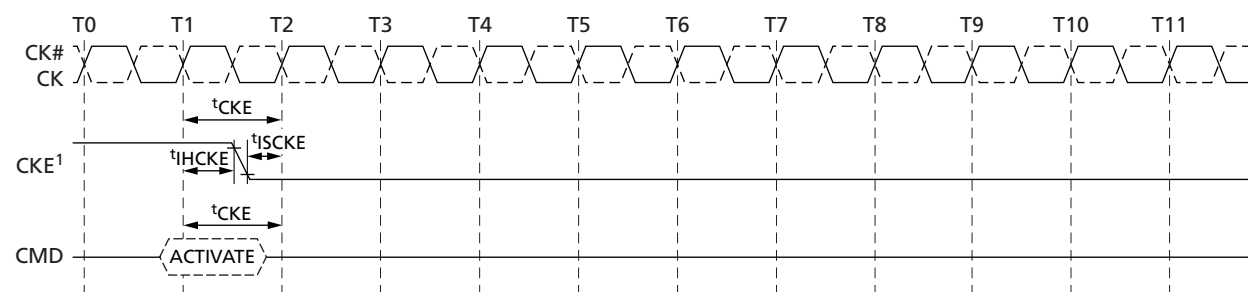 T0 T1 T2 T3 T4 T5 T6 T7 T8 T9 T10 T11
CK#
CK
tCKE
CKE1
tIHCKE
tISCKE
tCKE
CMD
ACTIVATE